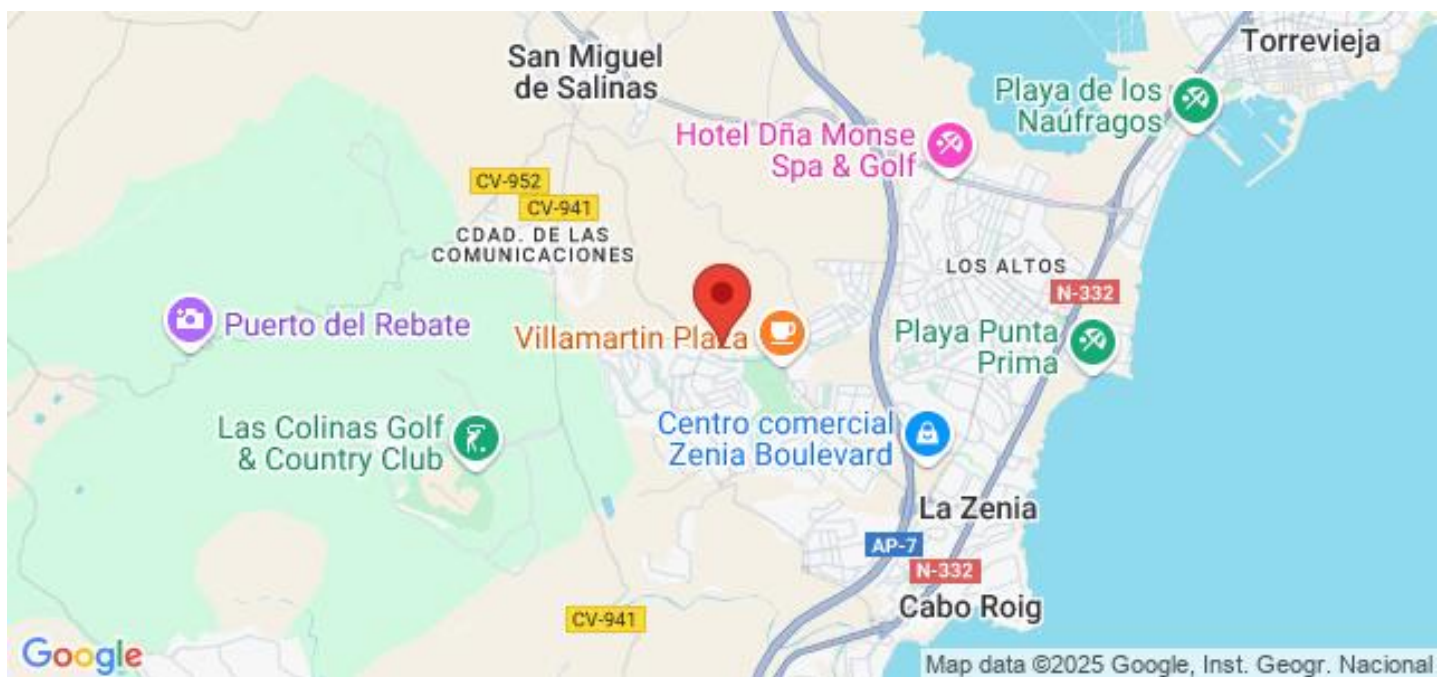 San Miguel
de Salinas
Torrevieja
Playa de los
Naúfragos
Hotel Dña Monse
Spa & Golf
CV-952
CV-941
CDAD. DE LAS
COMUNICACIONES
LOS ALTOS
N-332
Puerto del Rebate
Villamartin Plaza
Playa Punta
Prima
Las Colinas Golf
& Country Club
Centro comercial
Zenia Boulevard
La Zenia
AP-7
N-332
Cabo Roig
CV-941
Google
Map data ©2025 Google, Inst. Geogr. Nacional